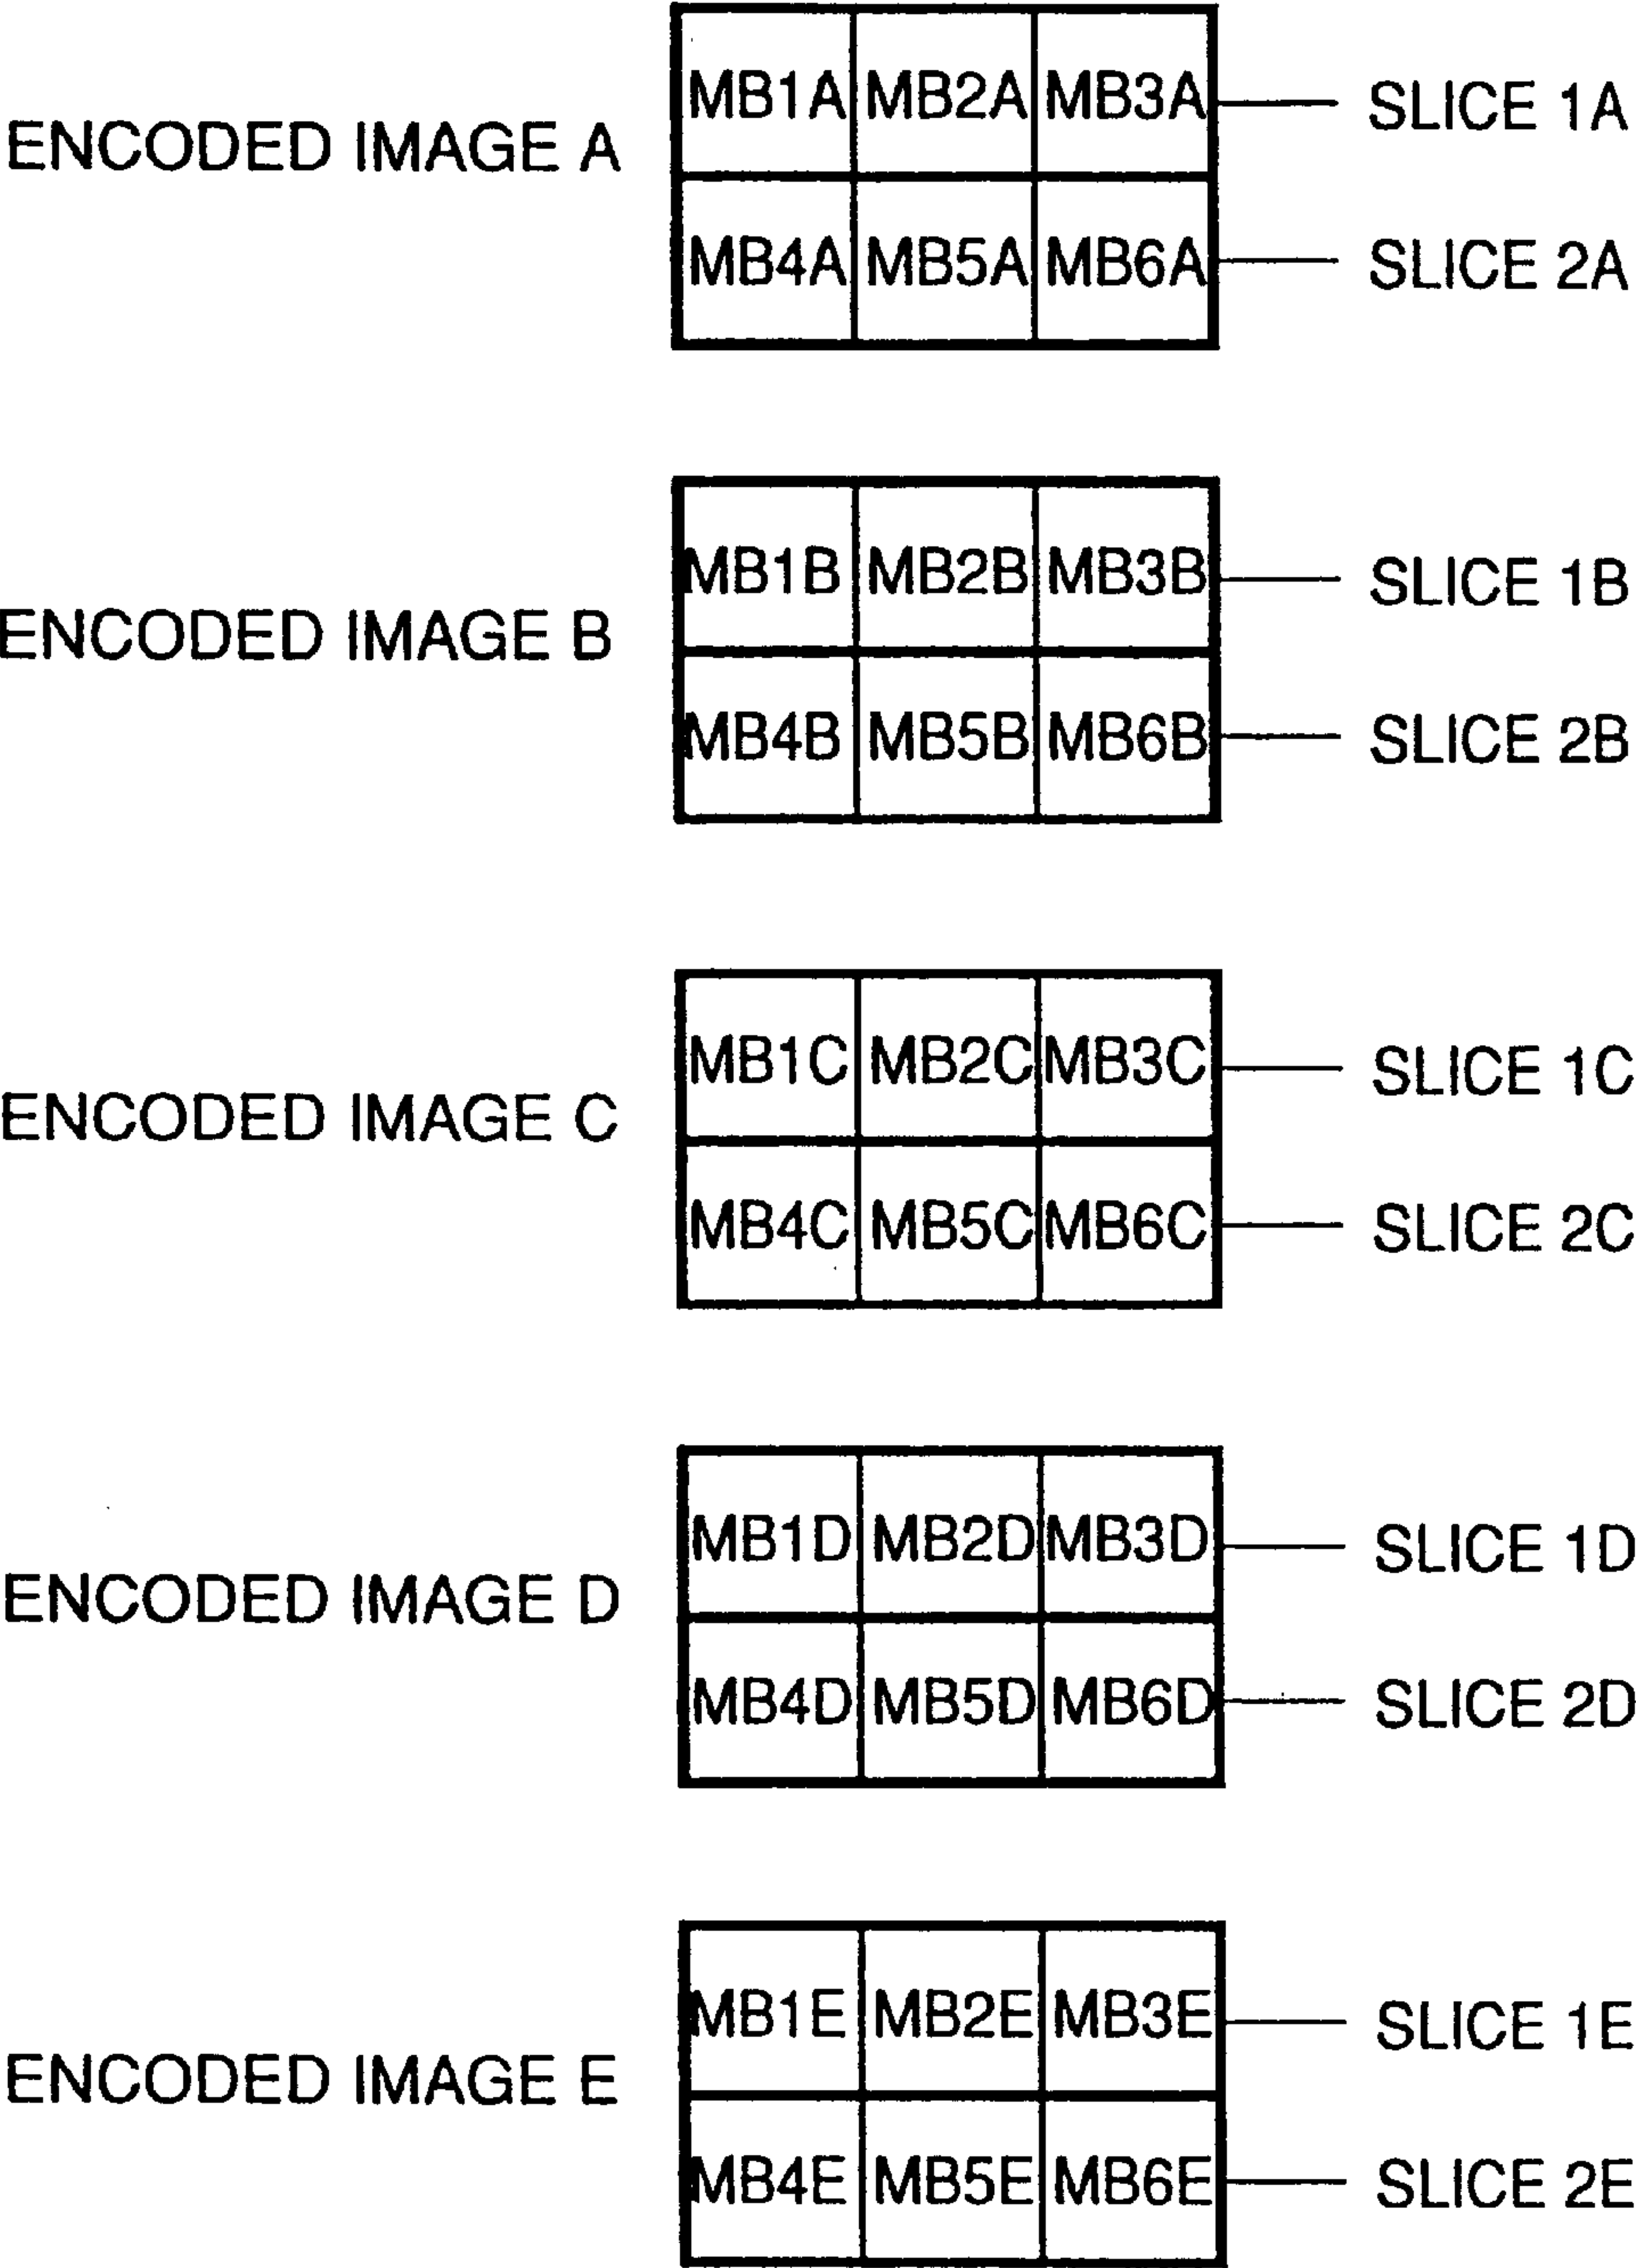 MB1A MB2A MB3A SLICE 1A
ENCODED IMAGE A
MB4A MB5A MB6A SLICE 2A
MB1B MB2B MB3B SLICE 1B
ENCODED IMAGE B
MB4B MB5B MB6B SLICE 2B
MB1C MB2C MB3C SLICE 1C
ENCODED IMAGE C
MB4C MB5C MB6C SLICE 2C
MB1D MB2D MB3D SLICE 1D
ENCODED IMAGE D
MB4D MB5D MB6D SLICE 2D
MB1E MB2E MB3E SLICE 1E
ENCODED IMAGE E
MB4E MB5E MB6E SLICE 2E